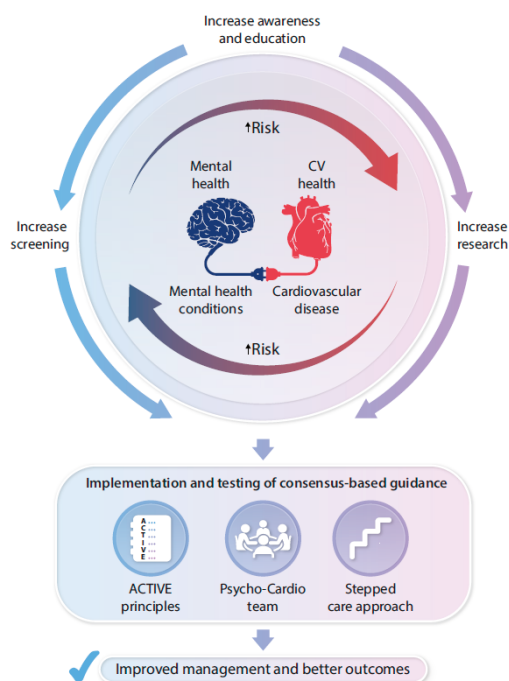 Increase awareness
and education
↑Risk
Mental
health
CV
health
Increase
screening
Increase
research
Mental health
conditions
Cardiovascular
disease
↑Risk
Implementation and testing of consensus-based guidance
A ...
C ...
T ...
I ...
V ...
E ...
ACTIVE
principles
Psycho-Cardio
team
Stepped
care approach
Improved management and better outcomes